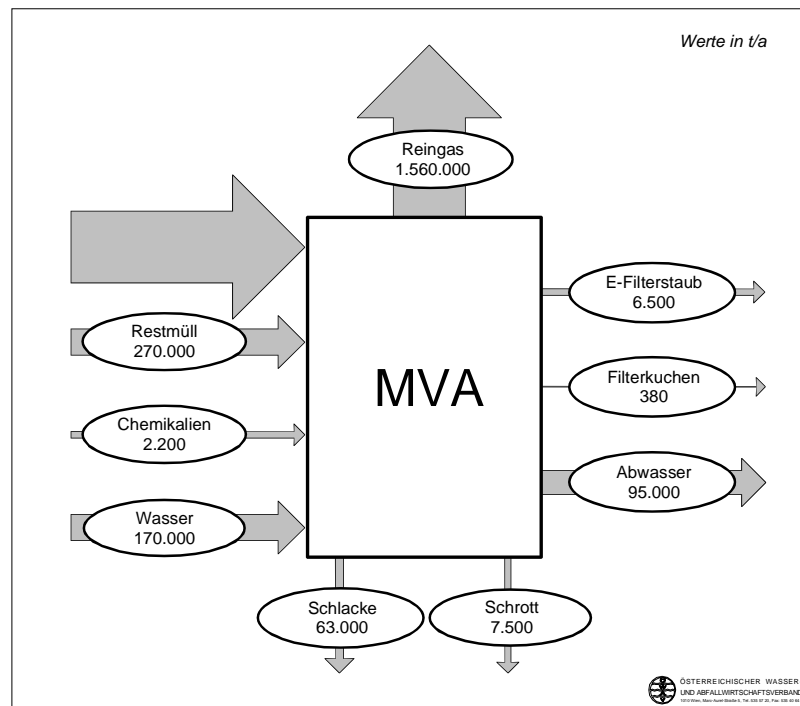 Werte in t/a
Reingas
1.560.000
Restmüll
270.000
Chemikalien
2.200
Wasser
170.000
MVA
E-Filterstaub
6.500
Filterkuchen
380
Abwasser
95.000
Schlacke
63.000
Schrott
7.500
ÖSTERREICHISCHER WASSER-
UND ABFALLWIRTSCHAFTSVERBAND